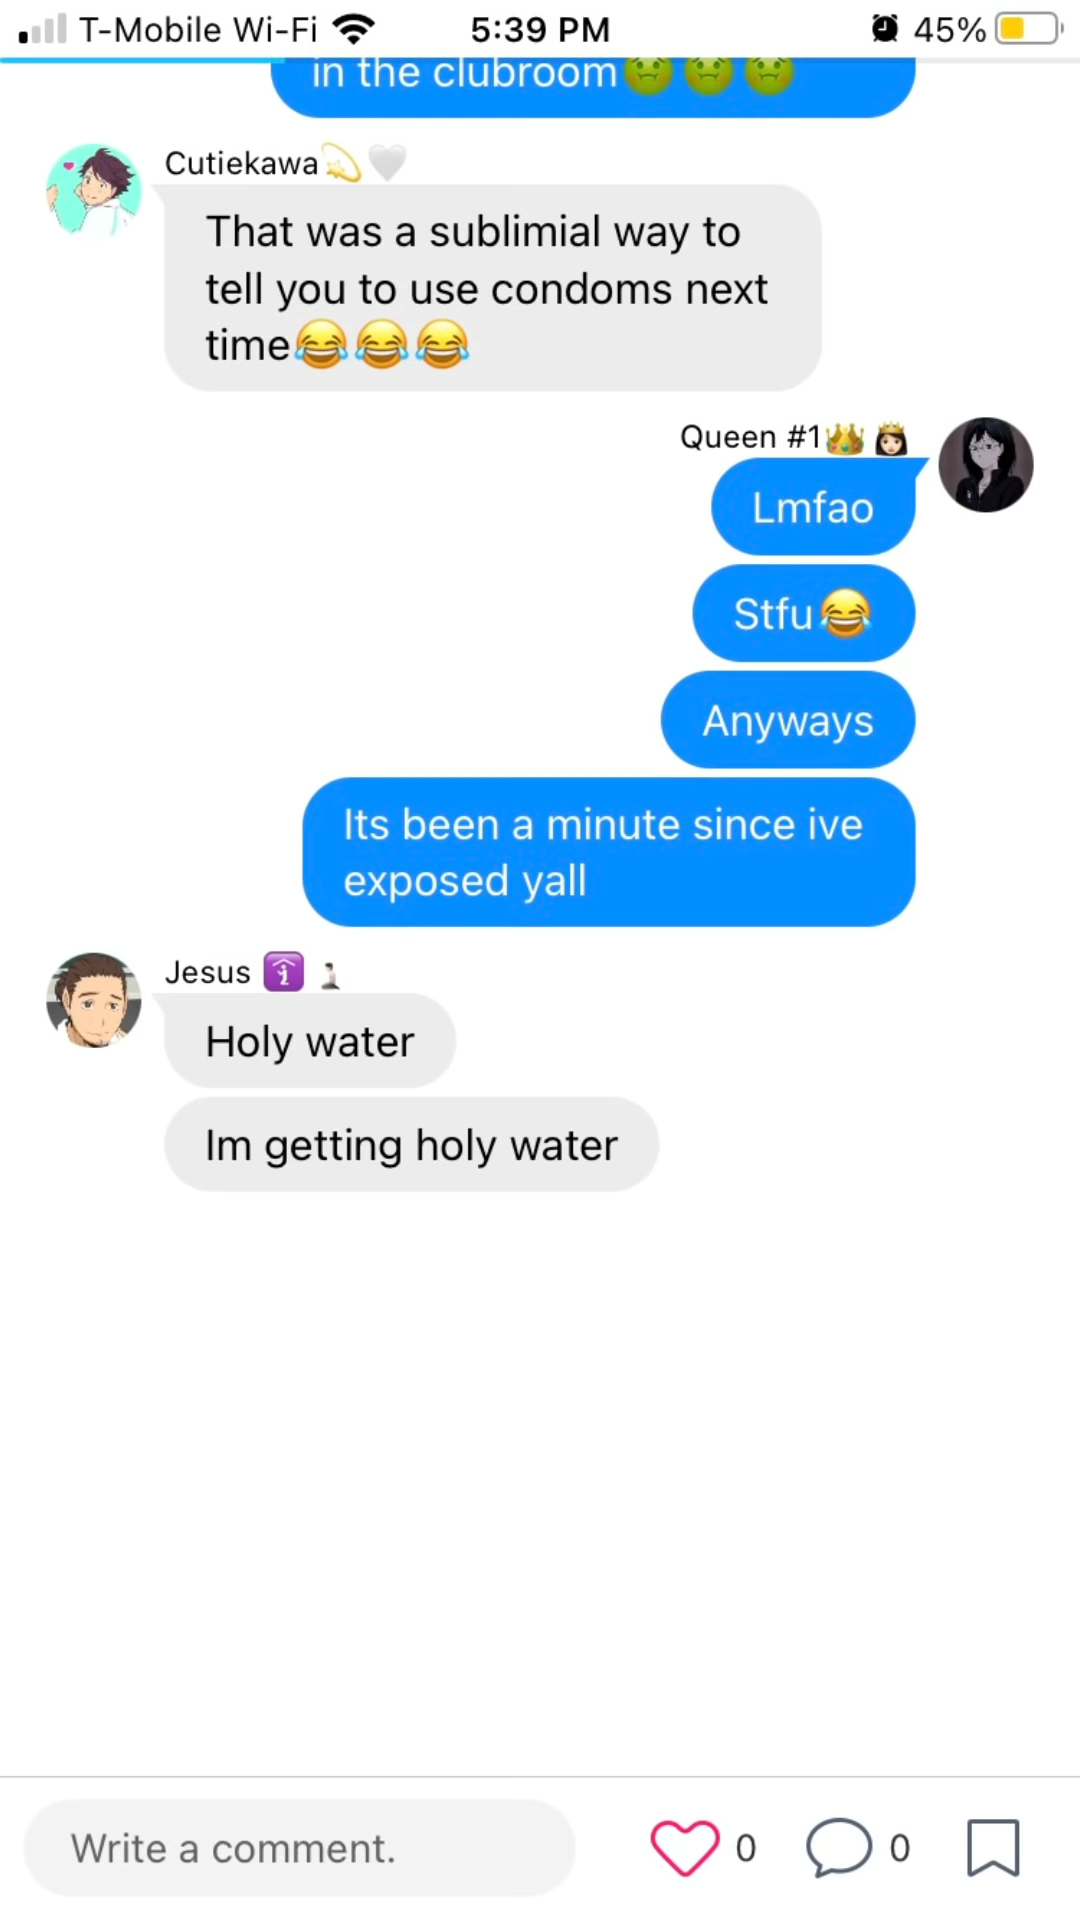 T-Mobile Wi-Fi 5:39 PM 45%
in the clubroom🤢🤢🤢
Cutiekawa💫🤍
That was a sublimial way to
tell you to use condoms next
time😂😂😂
Queen #1👑👸🏻
Lmfao
Stfu😂
Anyways
Its been a minute since ive
exposed yall
Jesus 🛐🧎🏻‍♂️
Holy water
Im getting holy water
Write a comment. 0 0